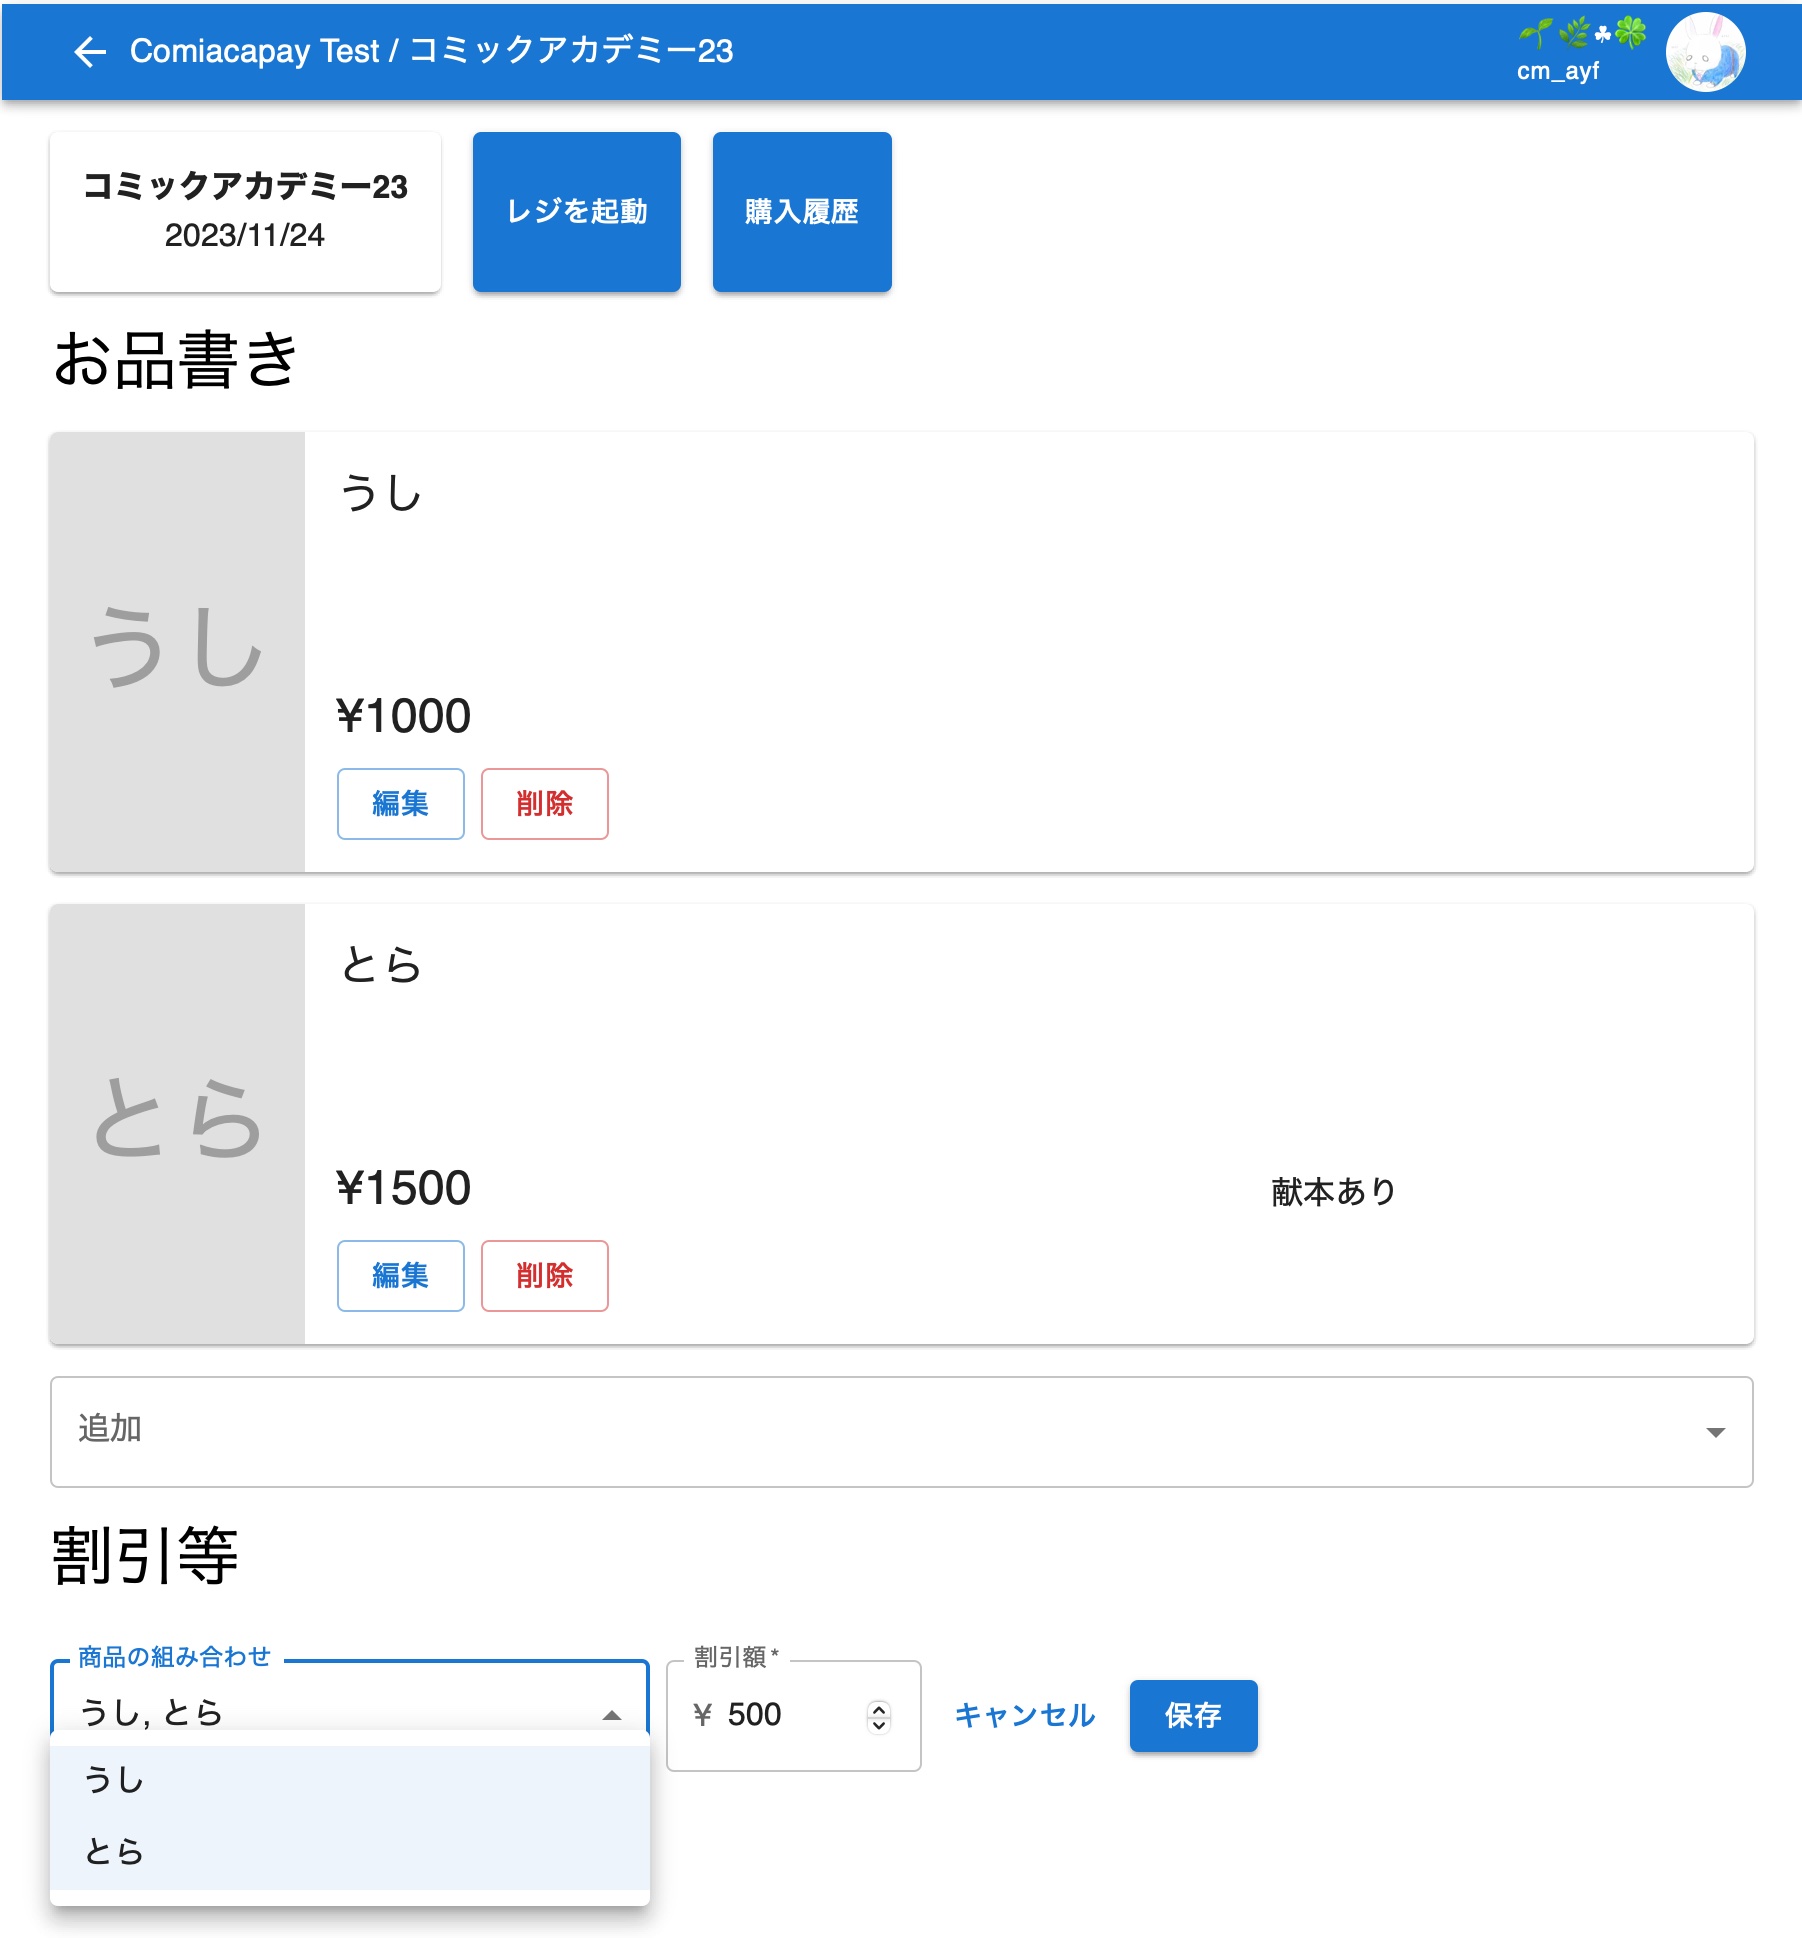 Comiacapay Test / コミックアカデミー23
🌱🌿☘🍀
cm_ayf
コミックアカデミー23
2023/11/24
レジを起動
購入履歴
お品書き
うし
うし
¥1000
編集
削除
とら
とら
¥1500
献本あり
編集
削除
追加
割引等
商品の組み合わせ
うし, とら
割引額*
¥ 500
キャンセル
保存
うし
とら